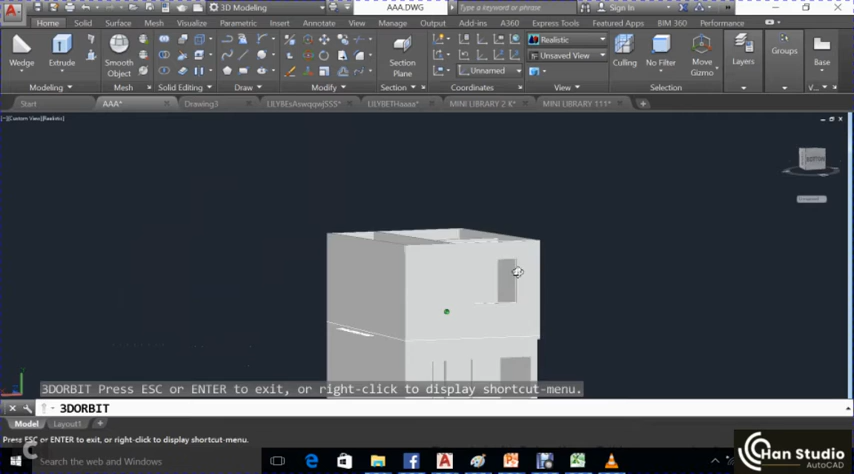 3D Modeling
AAA.DWG
Type a keyword or phrase
Sign In
Home Solid Surface Mesh Visualize Parametric Insert Annotate View Manage Output Add-ins A360 Express Tools Featured Apps BIM 360 Performance
Wedge Extrude Smooth Object Section Plane Realistic Unsaved View Unnamed Culling No Filter Move Gizmo Layers Groups Base
Modeling Mesh Solid Editing Draw Modify Section Coordinates View Selection
Start AAA* Drawing3 MINI LIBRARY 2 K* MINI LIBRARY 111*
[-][Custom View][Realistic]
3DORBIT Press ESC or ENTER to exit, or right-click to display shortcut-menu.
3DORBIT
Model Layout1
Press ESC or ENTER to exit, or right-click to display shortcut-menu.
Search the web and Windows
Han Studio
AutoCAD